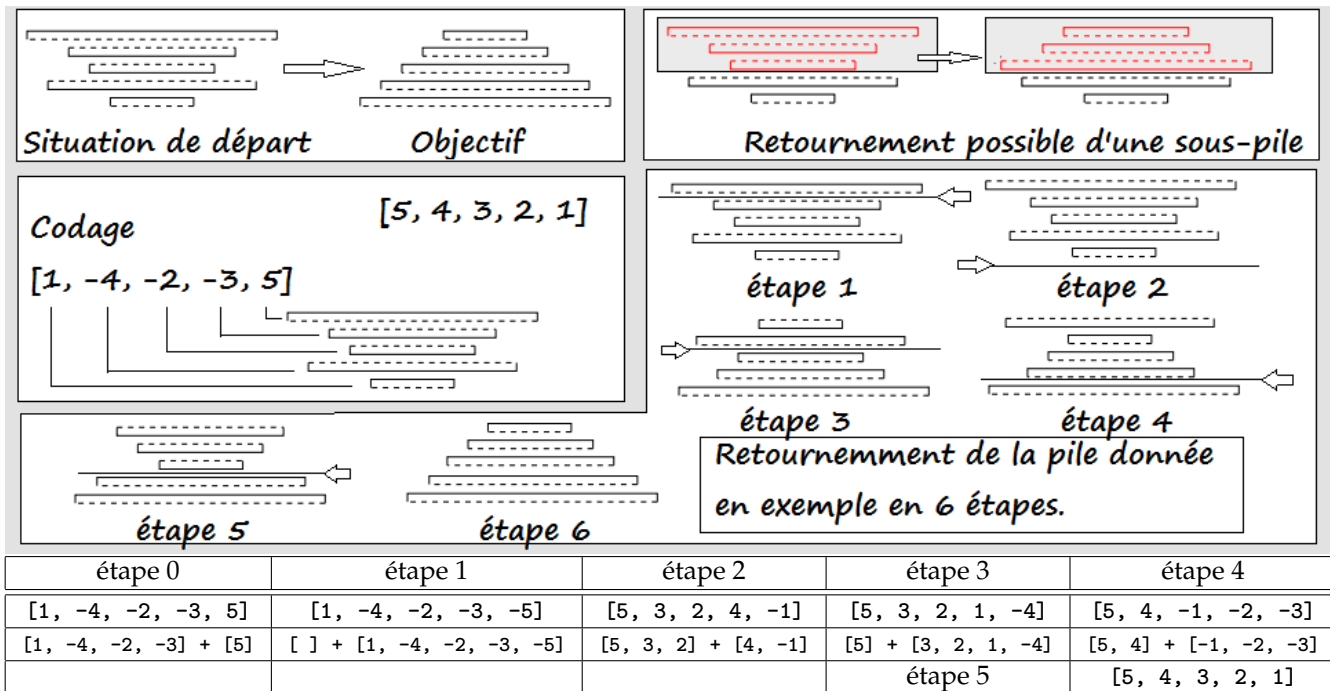 Situation de départ
Objectif
Retournement possible d'une sous-pile
Codage
[5, 4, 3, 2, 1]
[1, -4, -2, -3, 5]
étape 1
étape 2
étape 3
étape 4
étape 5
étape 6
Retournemment de la pile donnée
en exemple en 6 étapes.
étape 0 étape 1 étape 2 étape 3 étape 4
[1, -4, -2, -3, 5] [1, -4, -2, -3, -5] [5, 3, 2, 4, -1] [5, 3, 2, 1, -4] [5, 4, -1, -2, -3]
[1, -4, -2, -3] + [5] [ ] + [1, -4, -2, -3, -5] [5, 3, 2] + [4, -1] [5] + [3, 2, 1, -4] [5, 4] + [-1, -2, -3]
étape 5 [5, 4, 3, 2, 1]